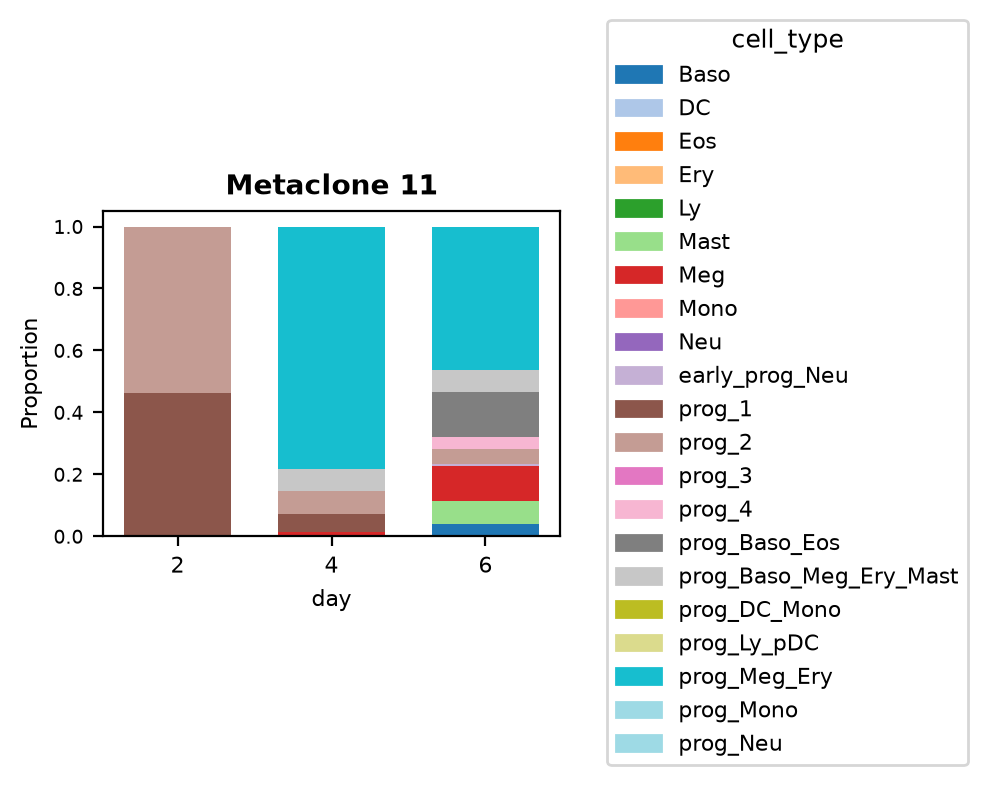 Metaclone 11
Proportion
1.0
0.8
0.6
0.4
0.2
0.0
2 4 6
day
cell_type
Baso
DC
Eos
Ery
Ly
Mast
Meg
Mono
Neu
early_prog_Neu
prog_1
prog_2
prog_3
prog_4
prog_Baso_Eos
prog_Baso_Meg_Ery_Mast
prog_DC_Mono
prog_Ly_pDC
prog_Meg_Ery
prog_Mono
prog_Neu